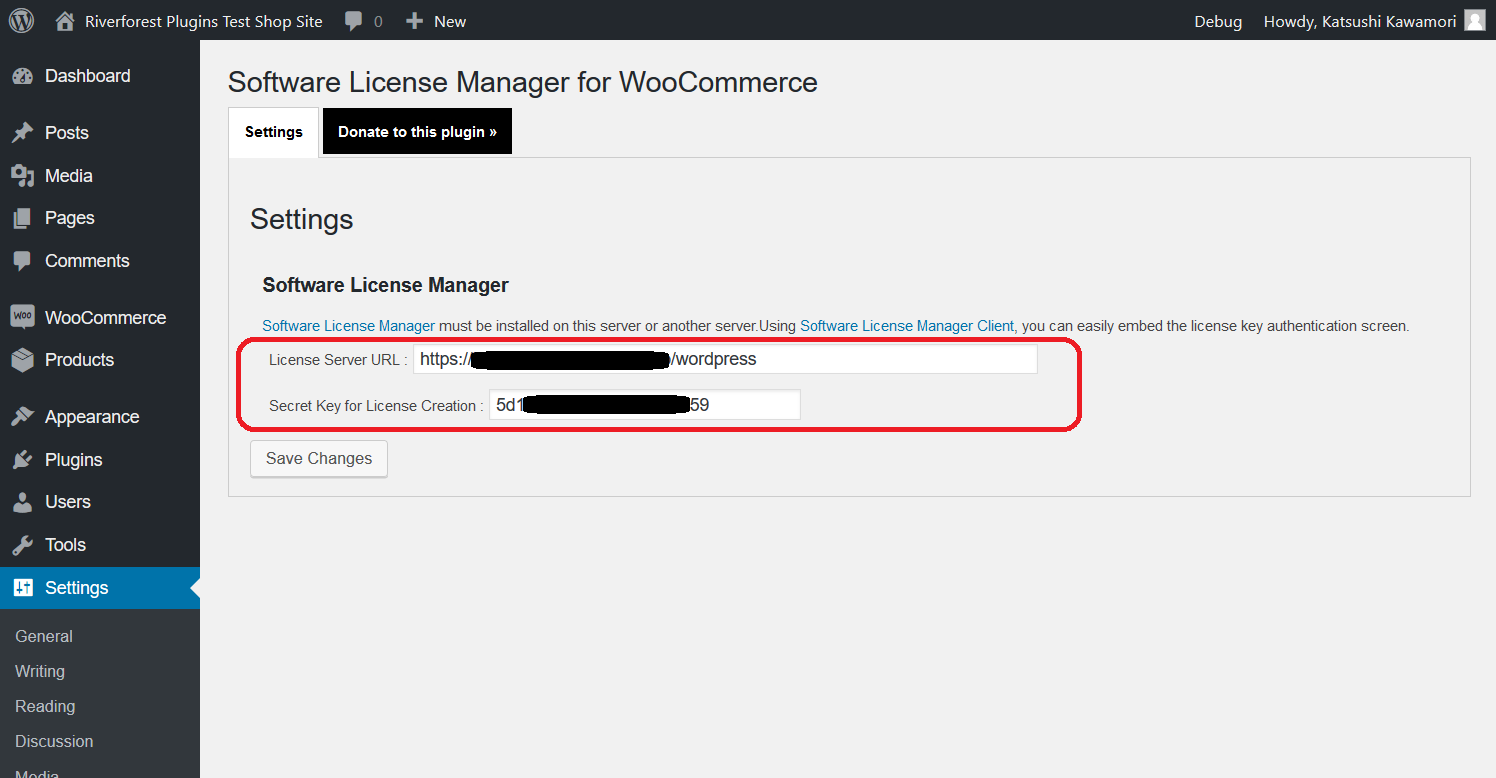 Riverforest Plugins Test Shop Site 0 New Debug Howdy, Katsushi Kawamori
Dashboard
Posts
Media
Pages
Comments
WOO WooCommerce
Products
Appearance
Plugins
Users
Tools
Settings
General
Writing
Reading
Discussion
Media
Software License Manager for WooCommerce
Settings Donate to this plugin »
Settings
Software License Manager
Software License Manager must be installed on this server or another server.Using Software License Manager Client, you can easily embed the license key authentication screen.
License Server URL : https:// /wordpress
Secret Key for License Creation : 5d1 59
Save Changes